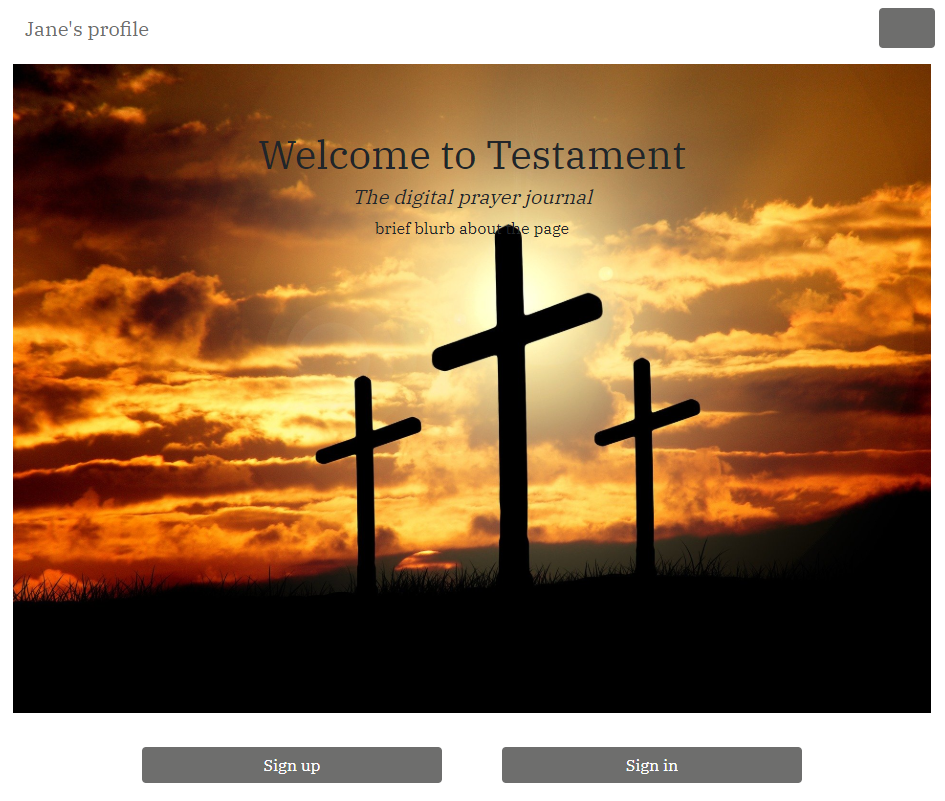 Jane's profile
Welcome to Testament
The digital prayer journal
brief blurb about the page
Sign up
Sign in